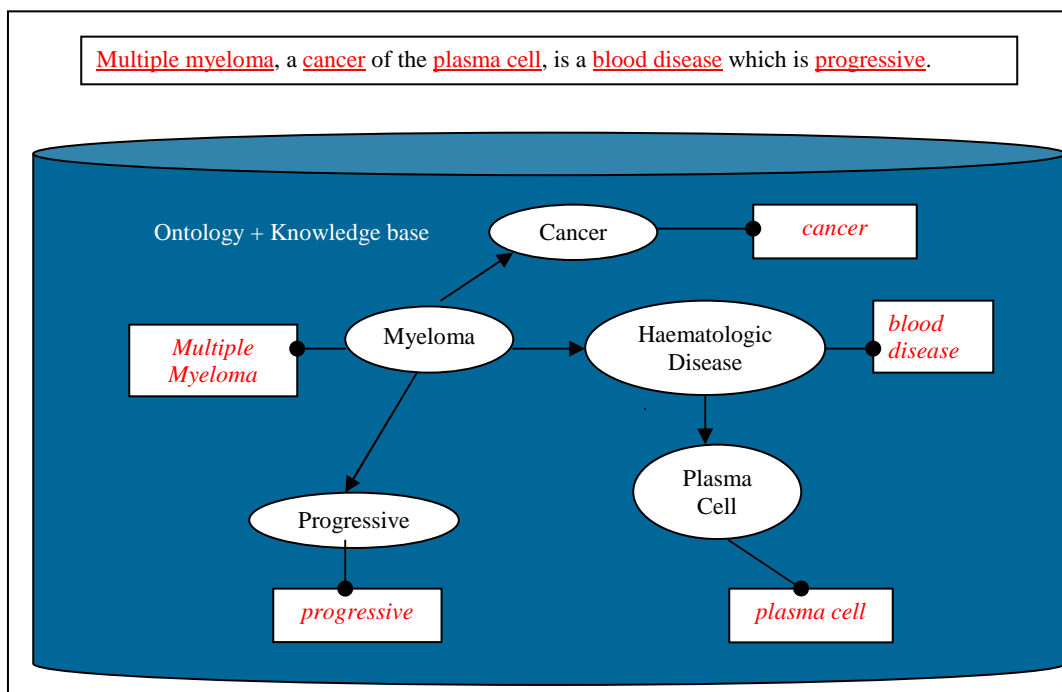 Multiple myeloma, a cancer of the plasma cell, is a blood disease which is progressive.
Ontology + Knowledge base
Cancer
cancer
Multiple
Myeloma
Myeloma
Haematologic
Disease
blood
disease
Plasma
Cell
Progressive
progressive
plasma cell